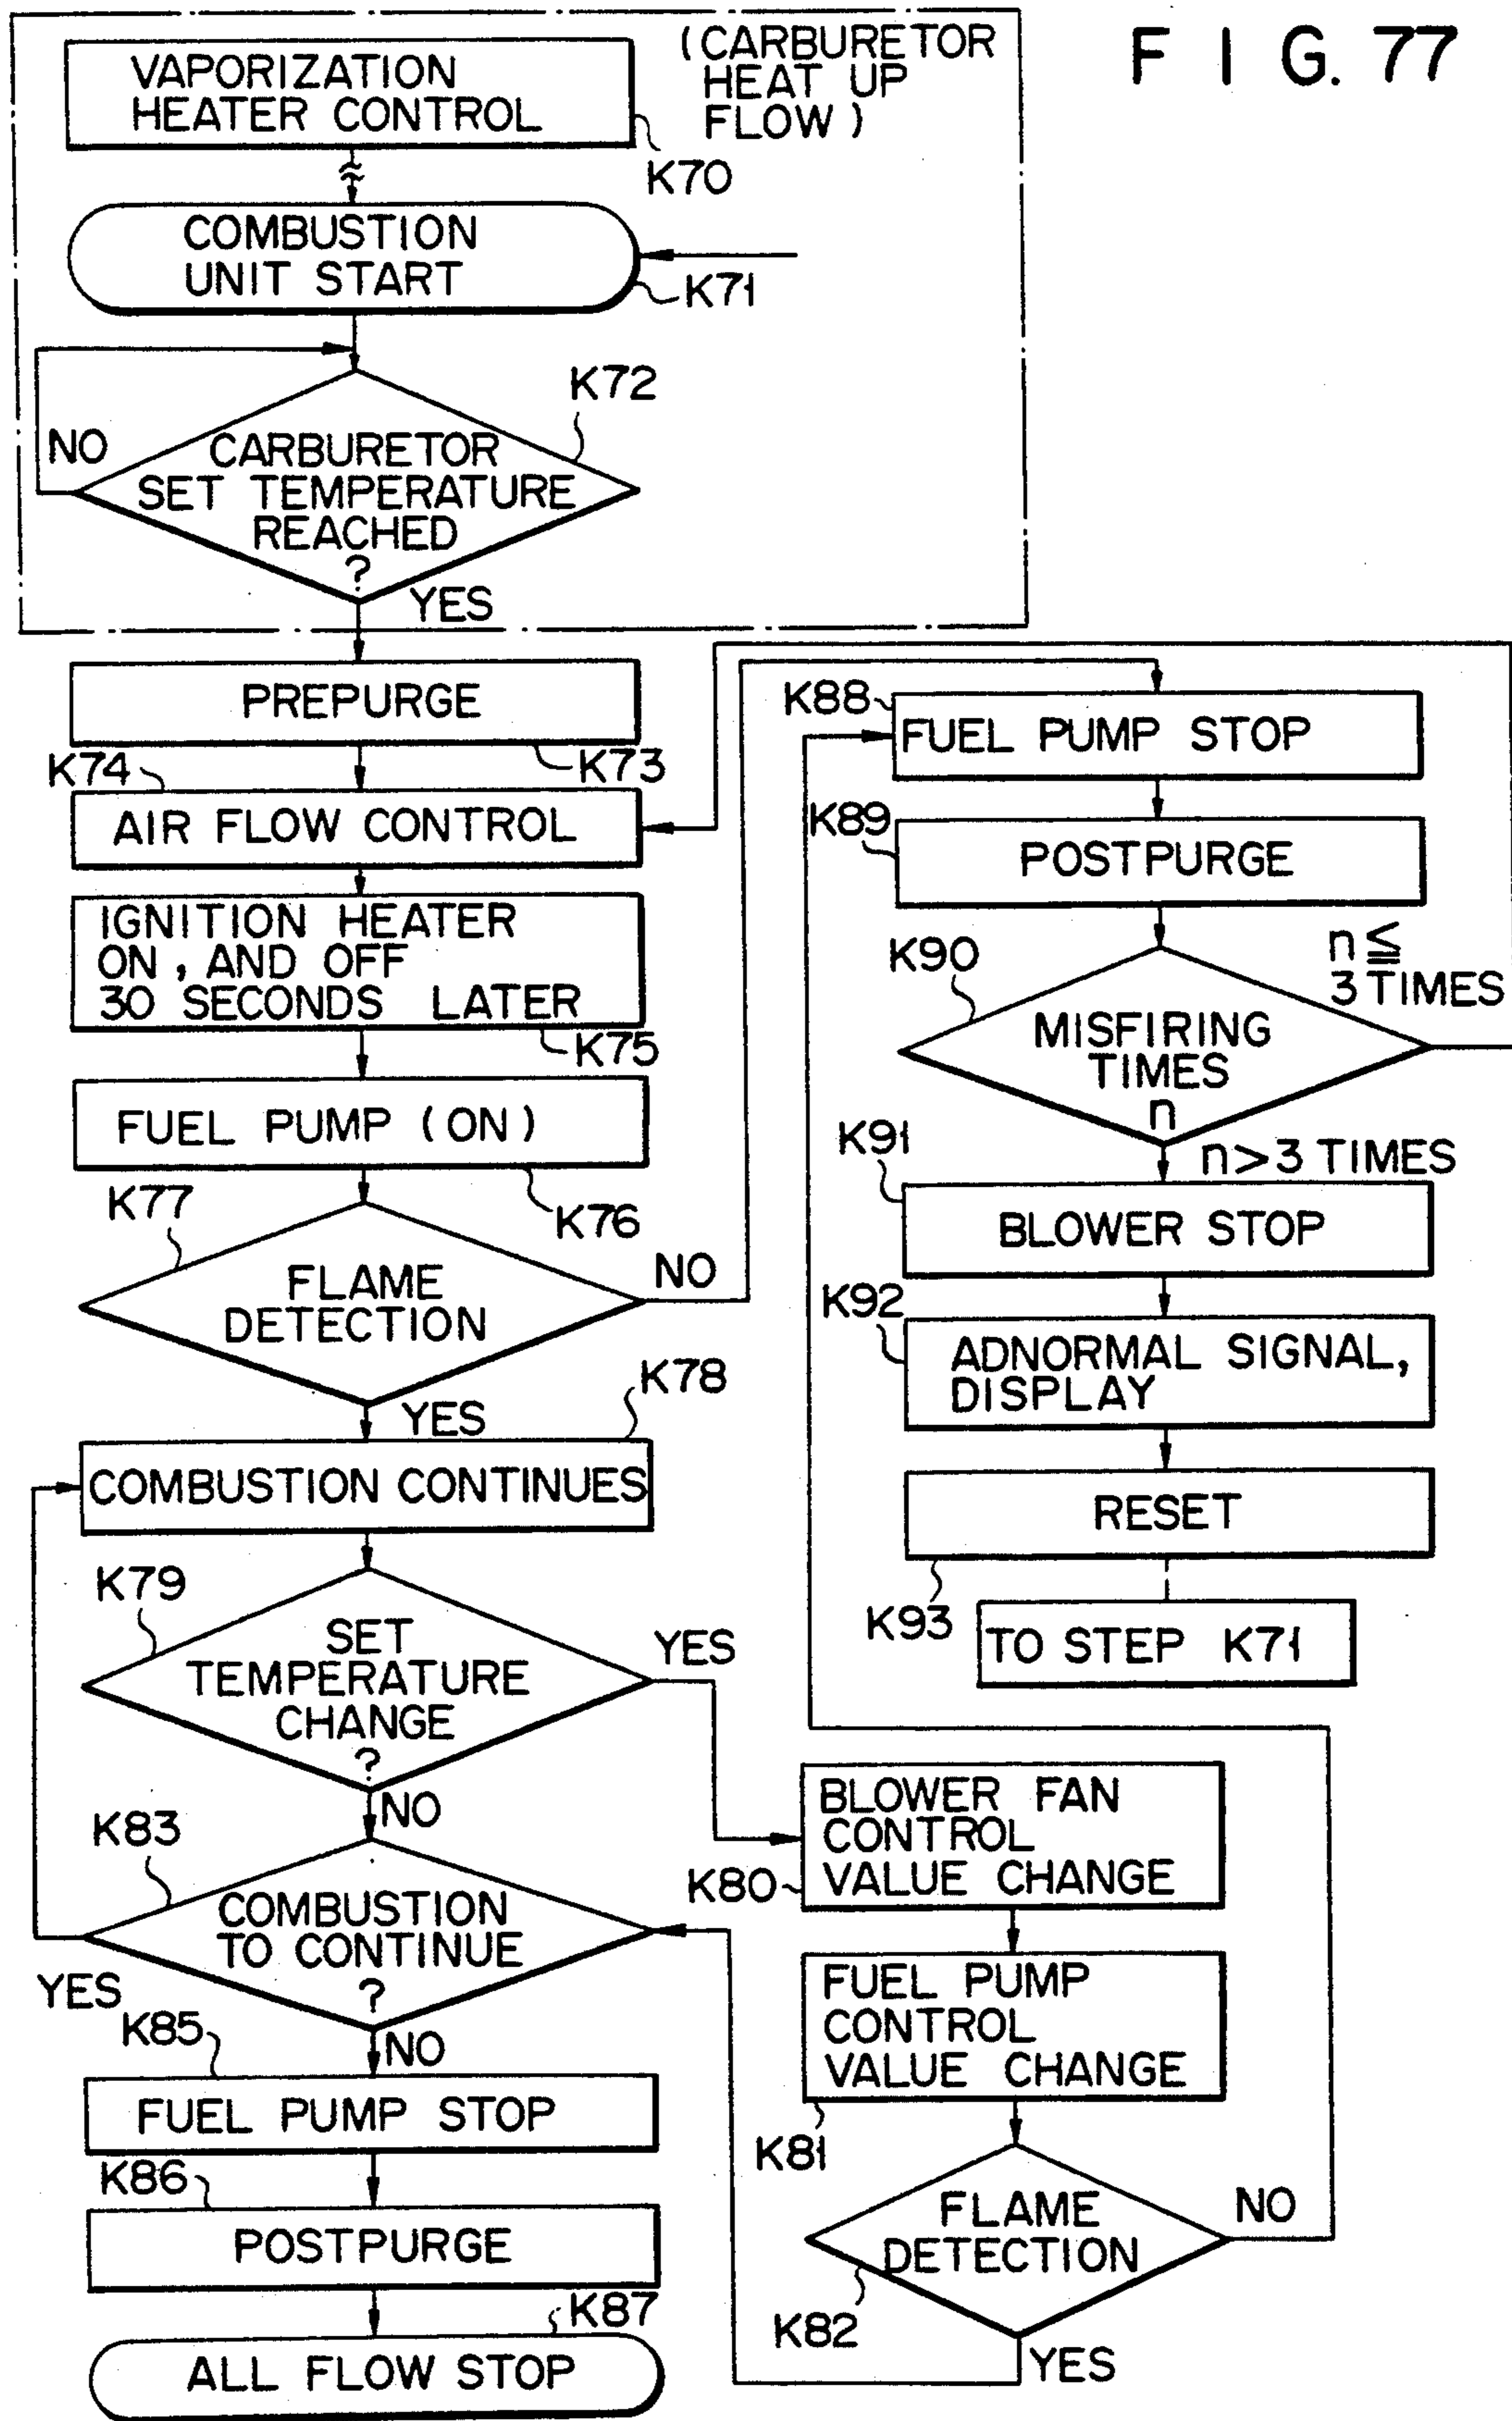 F I G. 77
(CARBURETOR
HEAT UP
FLOW)
VAPORIZATION
HEATER CONTROL
K70
COMBUSTION
UNIT START
K71
K72
NO
CARBURETOR
SET TEMPERATURE
REACHED
?
YES
PREPURGE
K73
K74
AIR FLOW CONTROL
IGNITION HEATER
ON, AND OFF
30 SECONDS LATER
K75
FUEL PUMP (ON)
K76
K77
FLAME
DETECTION
NO
YES
K78
COMBUSTION CONTINUES
K79
SET
TEMPERATURE
CHANGE
?
YES
NO
K83
COMBUSTION
TO CONTINUE
?
YES
NO
K85
FUEL PUMP STOP
K86
POSTPURGE
K87
ALL FLOW STOP
K88
FUEL PUMP STOP
K89
POSTPURGE
K90
n ≦
3 TIMES
MISFIRING
TIMES
n
n>3 TIMES
K91
BLOWER STOP
K92
ADNORMAL SIGNAL,
DISPLAY
RESET
K93
TO STEP K71
BLOWER FAN
CONTROL
VALUE CHANGE
K80
FUEL PUMP
CONTROL
VALUE CHANGE
K81
FLAME
DETECTION
NO
K82
YES